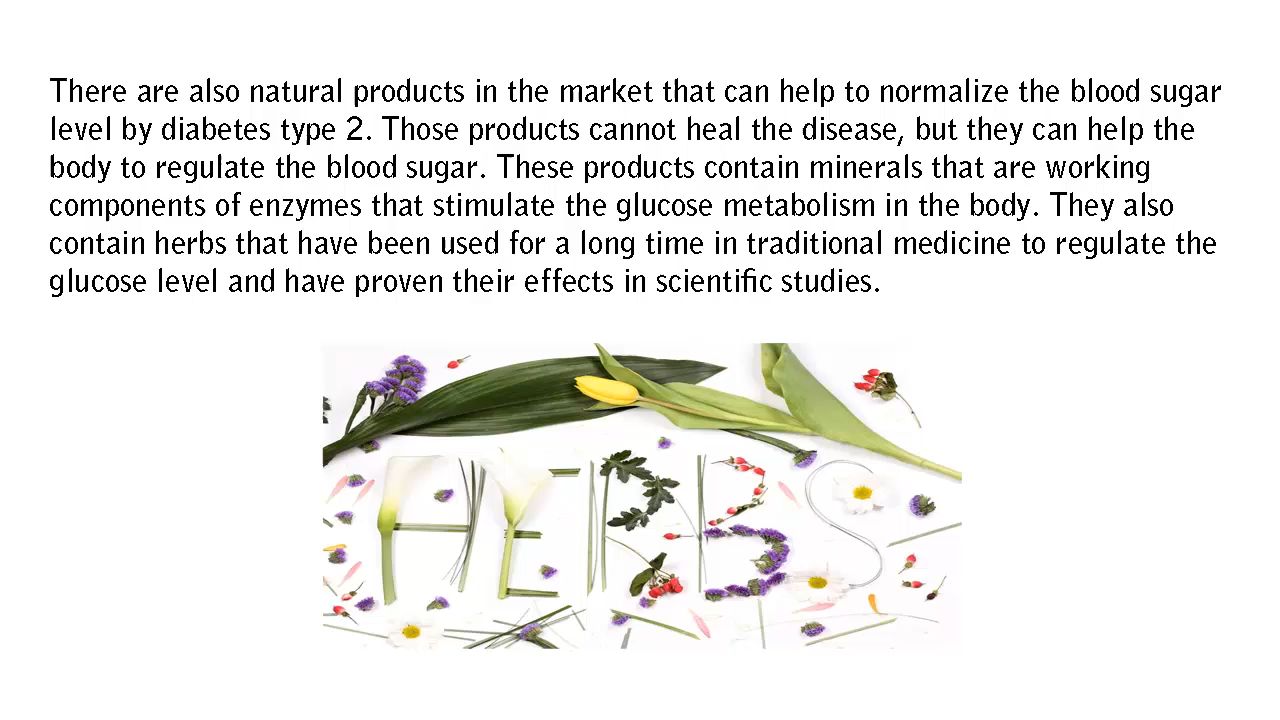 There are also natural products in the market that can help to normalize the blood sugar
level by diabetes type 2. Those products cannot heal the disease, but they can help the
body to regulate the blood sugar. These products contain minerals that are working
components of enzymes that stimulate the glucose metabolism in the body. They also
contain herbs that have been used for a long time in traditional medicine to regulate the
glucose level and have proven their effects in scientific studies.
HERBS